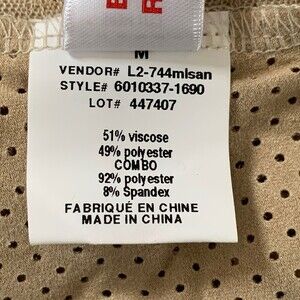 M
VENDOR# L2-744mlsan
STYLE# 6010337-1690
LOT# 447407
51% viscose
49% polyester
COMBO
92% polyester
8% Spandex
FABRIQUÉ EN CHINE
MADE IN CHINA